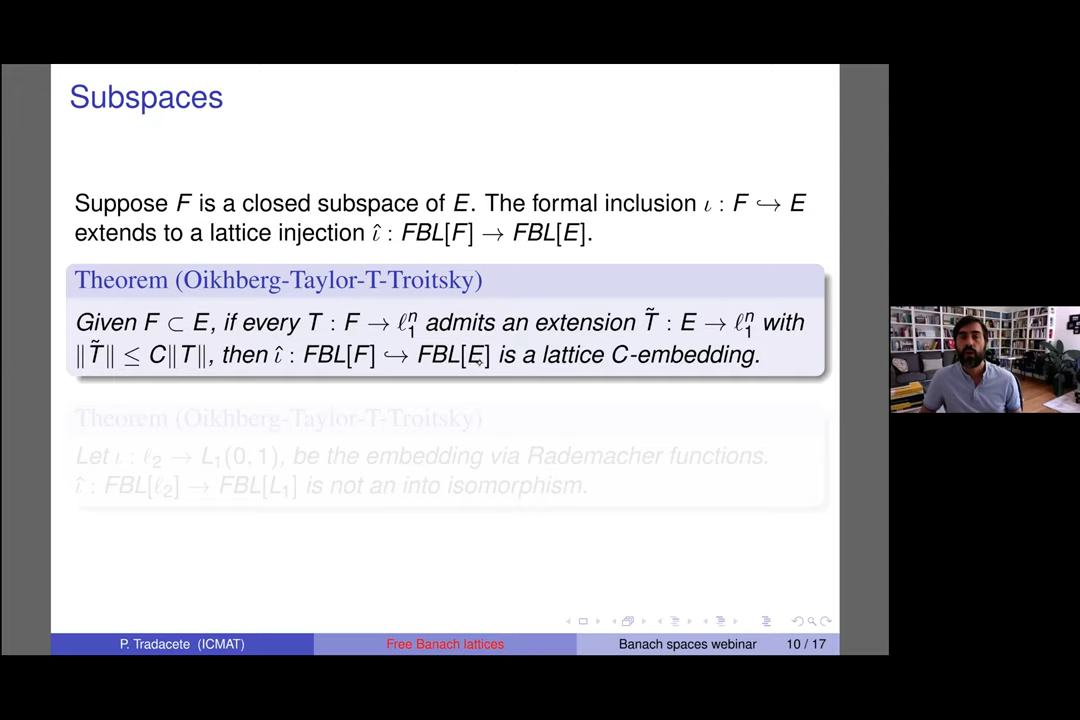 Subspaces
Suppose F is a closed subspace of E. The formal inclusion ι : F ↪ E
extends to a lattice injection ι̂ : FBL[F] → FBL[E].
Theorem (Oikhberg-Taylor-T-Troitsky)
Given F ⊂ E, if every T : F → ℓ₁ⁿ admits an extension T̃ : E → ℓ₁ⁿ with
‖T̃‖ ≤ C‖T‖, then ι̂ : FBL[F] ↪ FBL[E] is a lattice C-embedding.
Theorem (Oikhberg-Taylor-T-Troitsky)
Let ι : ℓ₂ → L₁(0, 1), be the embedding via Rademacher functions.
ι̂ : FBL[ℓ₂] → FBL[L₁] is not an into isomorphism.
P. Tradacete (ICMAT) Free Banach lattices Banach spaces webinar 10 / 17